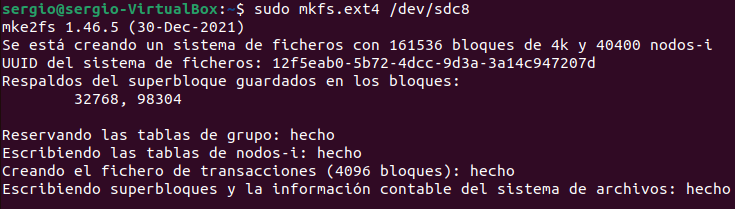 sergio@sergio-VirtualBox:~$ sudo mkfs.ext4 /dev/sdc8
mke2fs 1.46.5 (30-Dec-2021)
Se está creando un sistema de ficheros con 161536 bloques de 4k y 40400 nodos-i
UUID del sistema de ficheros: 12f5eab0-5b72-4dcc-9d3a-3a14c947207d
Respaldos del superbloque guardados en los bloques:
        32768, 98304
Reservando las tablas de grupo: hecho
Escribiendo las tablas de nodos-i: hecho
Creando el fichero de transacciones (4096 bloques): hecho
Escribiendo superbloques y la información contable del sistema de archivos: hecho